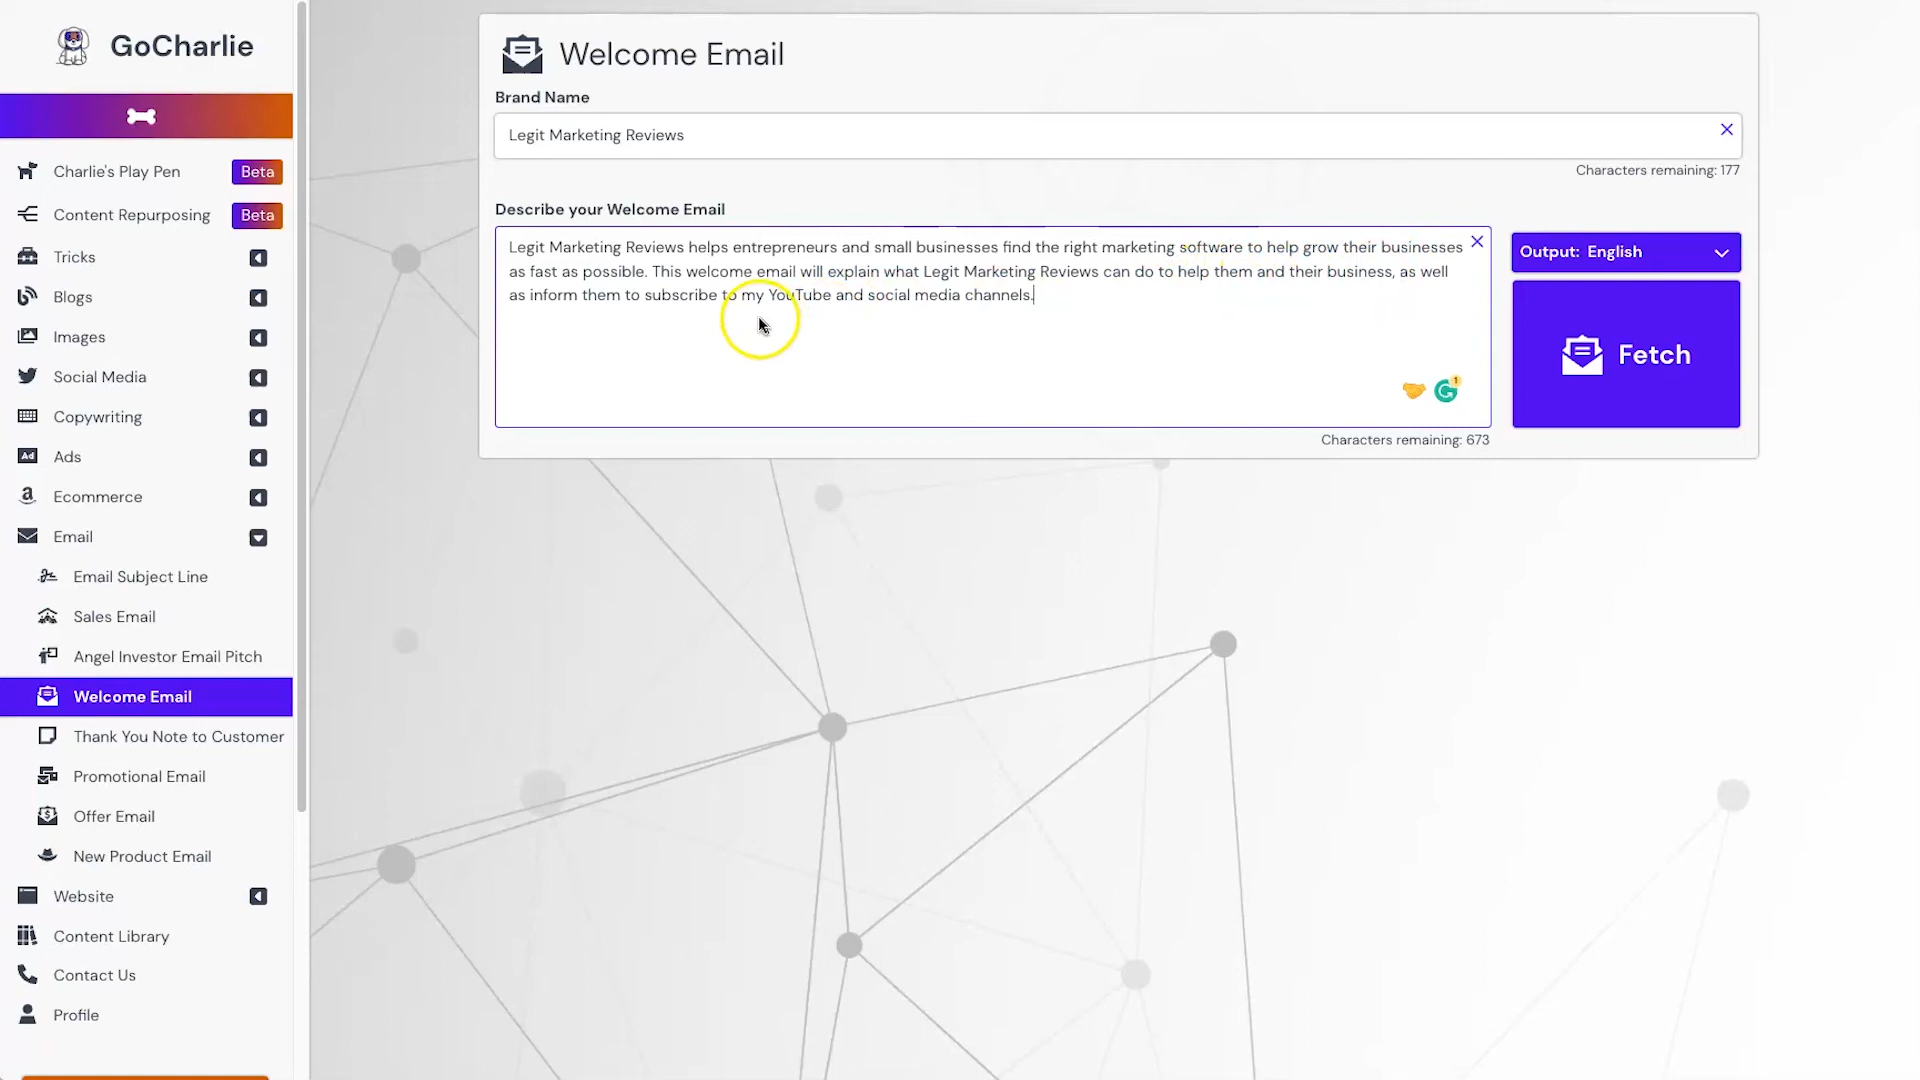 GoCharlie
Charlie's Play Pen Beta
Content Repurposing Beta
Tricks
Blogs
Images
Social Media
Copywriting
Ad Ads
a Ecommerce
Email
Email Subject Line
Sales Email
Angel Investor Email Pitch
Welcome Email
Thank You Note to Customer
Promotional Email
Offer Email
New Product Email
Website
Content Library
Contact Us
Profile
Welcome Email
Brand Name
Legit Marketing Reviews
Characters remaining: 177
Describe your Welcome Email
Legit Marketing Reviews helps entrepreneurs and small businesses find the right marketing software to help grow their businesses
as fast as possible. This welcome email will explain what Legit Marketing Reviews can do to help them and their business, as well
as inform them to subscribe to my YouTube and social media channels.
G 1
Characters remaining: 673
Output: English
Fetch